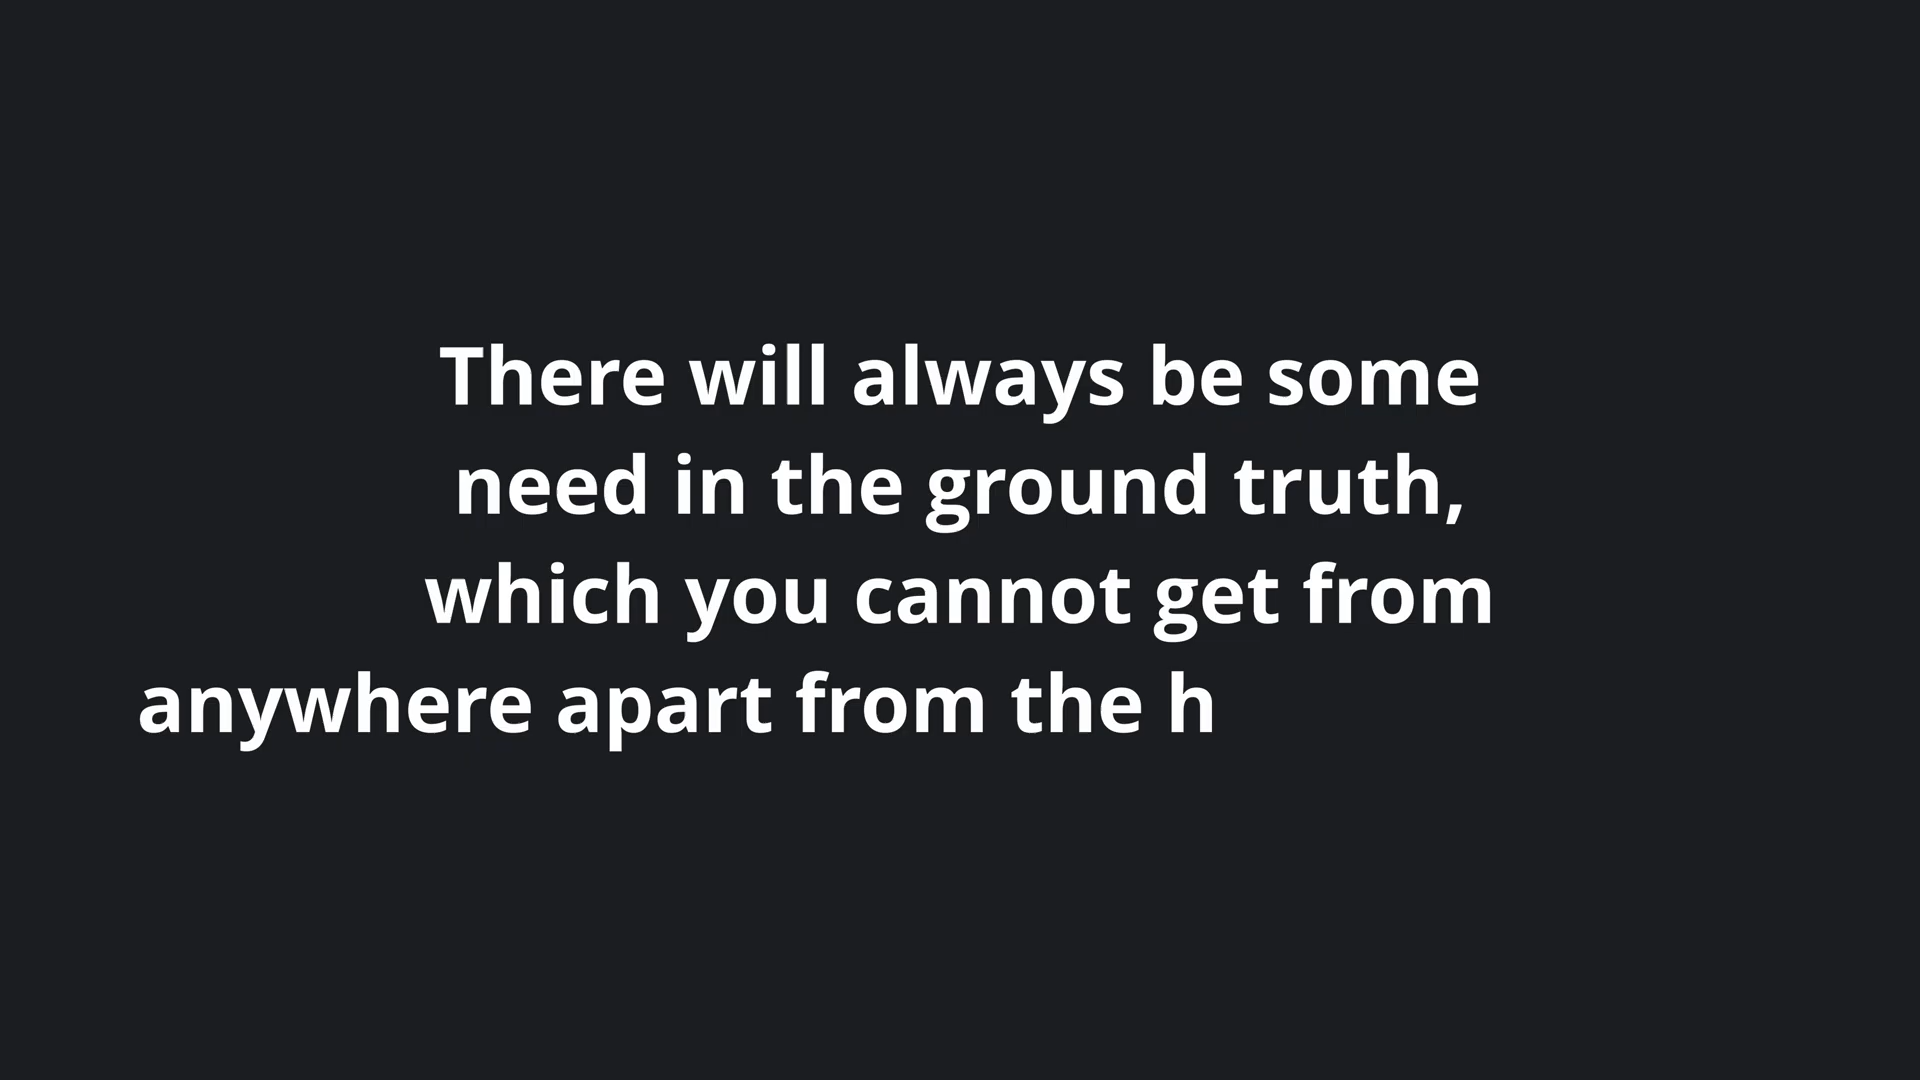 There will always be some
need in the ground truth,
which you cannot get from
anywhere apart from the h